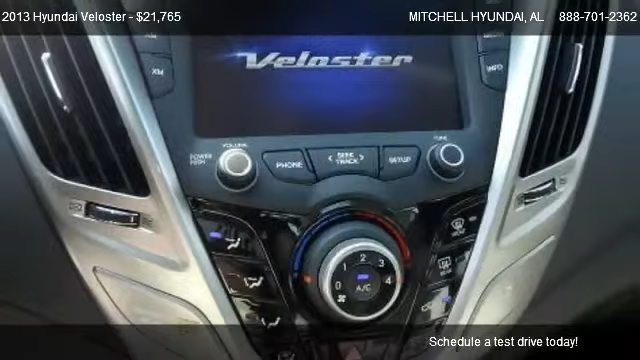 2013 Hyundai Veloster - $21,765 MITCHELL HYUNDAI, AL 888-701-2362
Veloster
XM INFO
VOLUME TUNE
POWER PUSH PHONE SEEK TRACK SETUP
1 2 3
0 A/C 4
Schedule a test drive today!